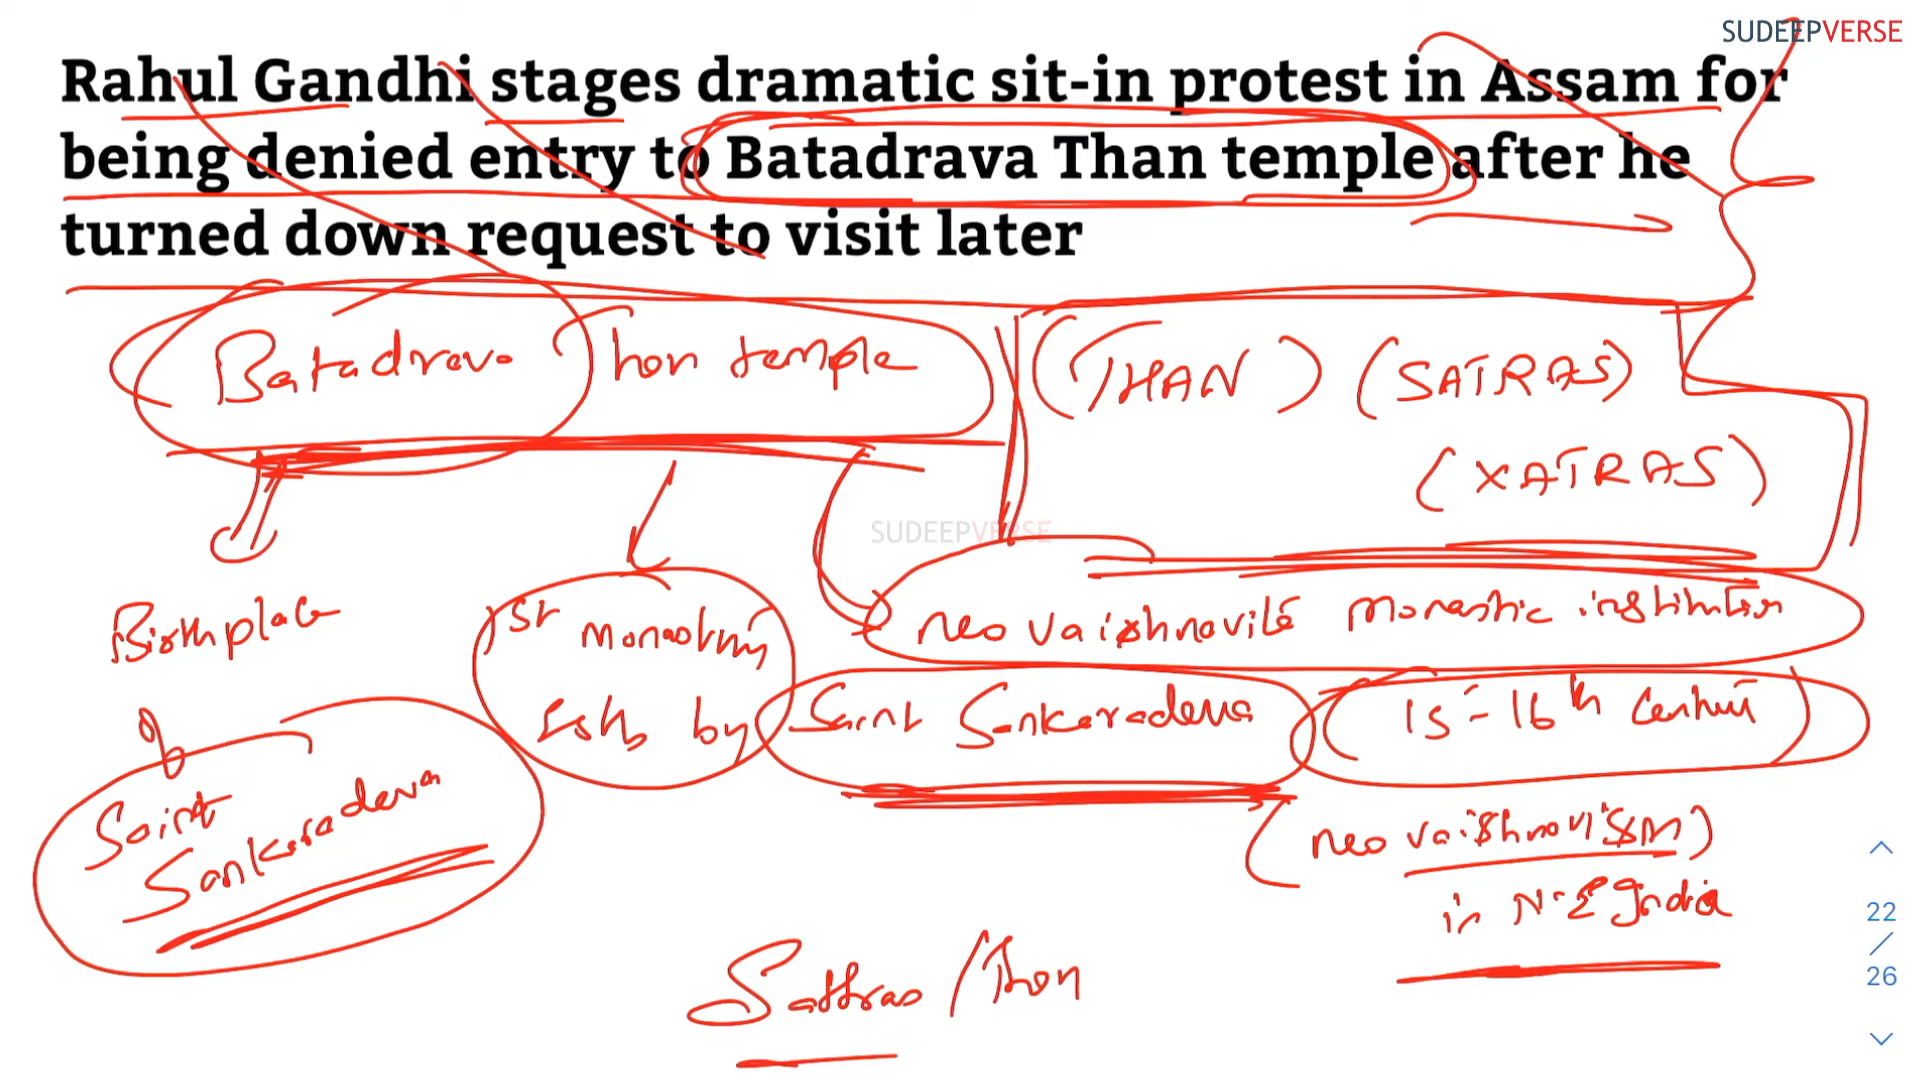 SUDEEPVERSE
Rahul Gandhi stages dramatic sit-in protest in Assam for
being denied entry to Batadrava Than temple after he
turned down request to visit later
Batadrava Than temple
(THAN) (SATRAS)
(XATRAS)
SUDEEPVERSE
Birthplace
of
Saint
Sankaradeva
1st monastery
Estb by Saint Sankaradeva
neo vaishnavite monastic institution
15-16th century
(neo vaishnavism)
in N-E India
Sattras / Than
22
/
26